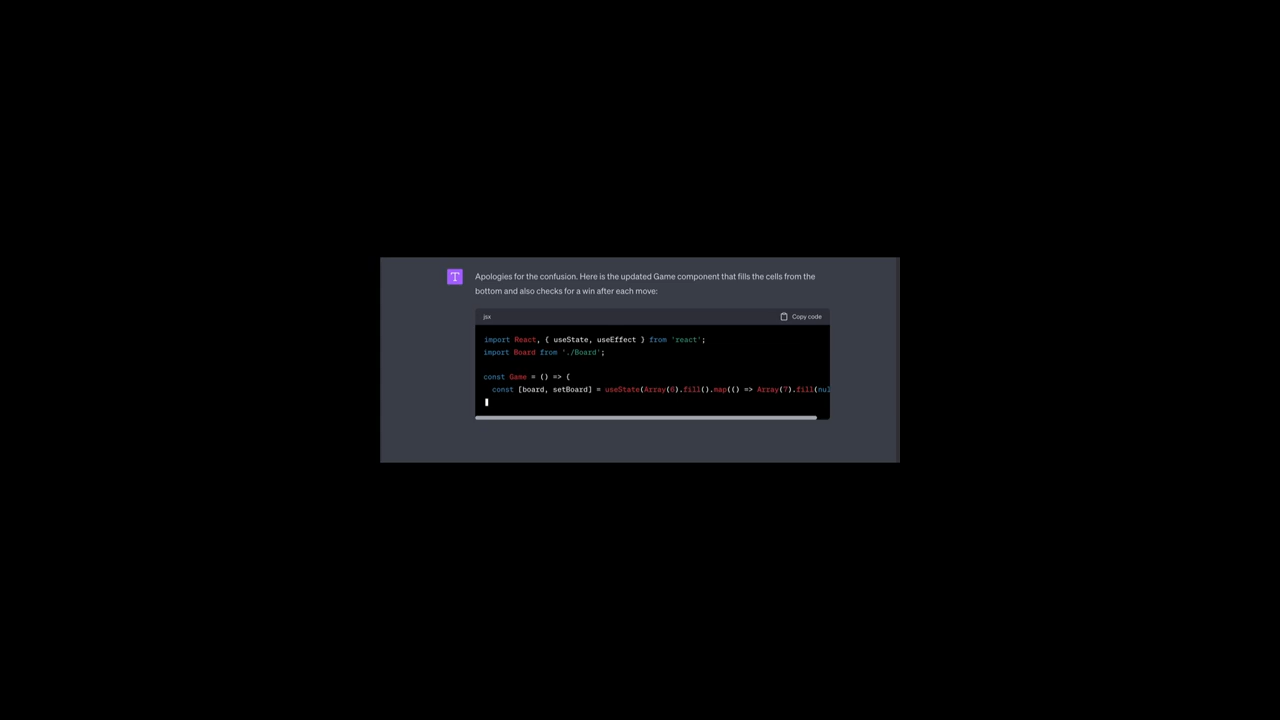 T
Apologies for the confusion. Here is the updated Game component that fills the cells from the
bottom and also checks for a win after each move:
jsx
Copy code
import React, { useState, useEffect } from 'react';
import Board from './Board';
const Game = () => {
const [board, setBoard] = useState(Array(6).fill().map(() => Array(7).fill(nul